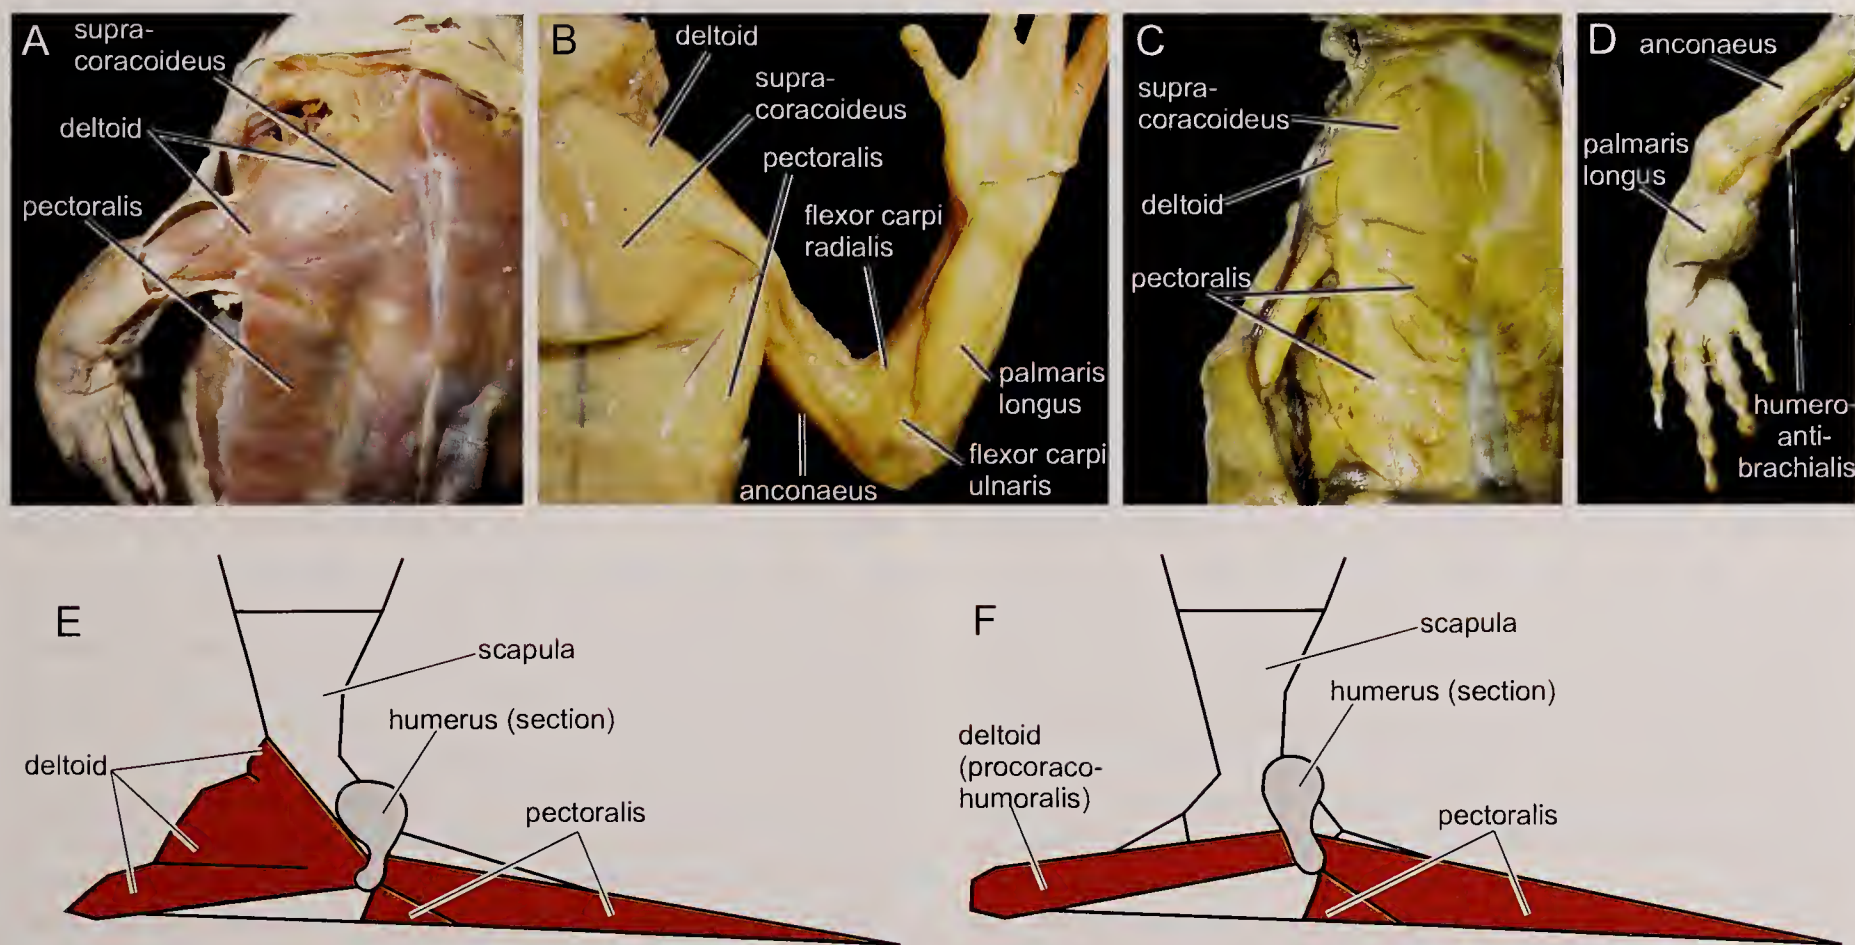 A
supra-
coracoideus
deltoid
pectoralis
B
deltoid
supra-
coracoideus
pectoralis
flexor carpi
radialis
palmaris
longus
flexor carpi
ulnaris
anconaeus
C
supra-
coracoideus
deltoid
pectoralis
D
anconaeus
palmaris
longus
humero-
anti-
brachialis
E
scapula
humerus (section)
deltoid
pectoralis
F
scapula
humerus (section)
deltoid
(procoraco-
humoralis)
pectoralis